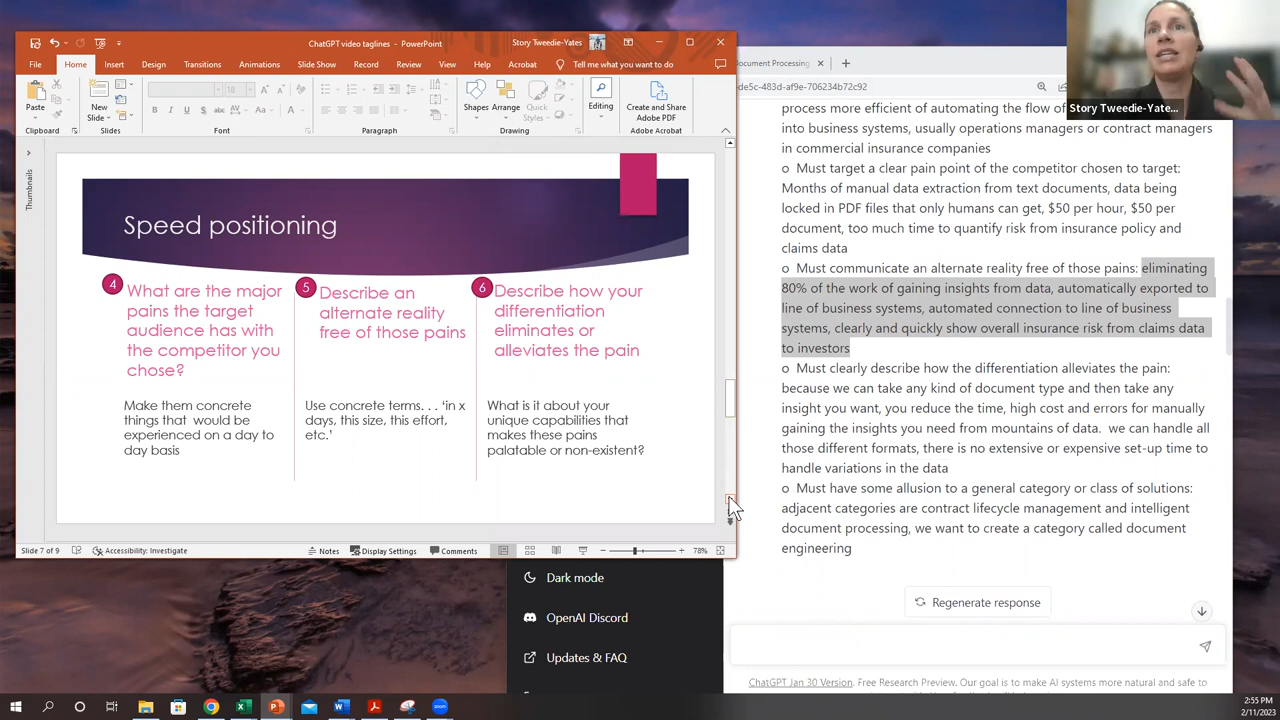 ChatGPT video taglines - PowerPoint
Story Tweedie-Yates
File Home Insert Design Transitions Animations Slide Show Record Review View Help Acrobat Tell me what you want to do
Paste
New
Slide
18
B I U S AV Aa
A
Shapes Arrange
Quick
Styles
Editing
Create and Share
Adobe PDF
Clipboard Slides Font Paragraph Drawing Adobe Acrobat
Thumbnails
Speed positioning
4
What are the major
pains the target
audience has with
the competitor you
chose?
Make them concrete
things that would be
experienced on a day to
day basis
5
Describe an
alternate reality
free of those pains
Use concrete terms. . . ‘in x
days, this size, this effort,
etc.’
6
Describe how your
differentiation
eliminates or
alleviates the pain
What is it about your
unique capabilities that
makes these pains
palatable or non-existent?
Slide 7 of 9 Accessibility: Investigate Notes Display Settings Comments 78%
Document Processing
de5c-483d-af9e-706234b72c92
Story Tweedie-Yate...
process more efficient of automating the flow of
into business systems, usually operations managers or contract managers
in commercial insurance companies
o Must target a clear pain point of the competitor chosen to target:
Months of manual data extraction from text documents, data being
locked in PDF files that only humans can get, $50 per hour, $50 per
document, too much time to quantify risk from insurance policy and
claims data
o Must communicate an alternate reality free of those pains: eliminating
80% of the work of gaining insights from data, automatically exported to
line of business systems, automated connection to line of business
systems, clearly and quickly show overall insurance risk from claims data
to investors
o Must clearly describe how the differentiation alleviates the pain:
because we can take any kind of document type and then take any
insight you want, you reduce the time, high cost and errors for manually
gaining the insights you need from mountains of data. we can handle all
those different formats, there is no extensive or expensive set-up time to
handle variations in the data
o Must have some allusion to a general category or class of solutions:
adjacent categories are contract lifecycle management and intelligent
document processing, we want to create a category called document
engineering
Regenerate response
Dark mode
OpenAI Discord
Updates & FAQ
ChatGPT Jan 30 Version. Free Research Preview. Our goal is to make AI systems more natural and safe to
2:55 PM
2/11/2023